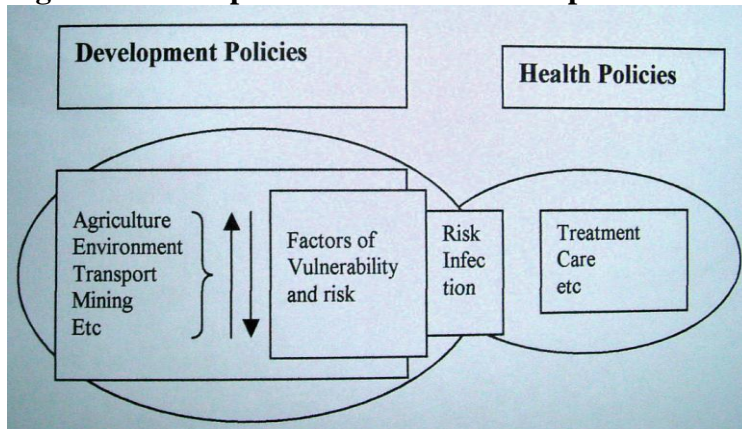 Development Policies
Health Policies
Agriculture
Environment
Transport
Mining
Etc
Factors of
Vulnerability
and risk
Risk
Infec
tion
Treatment
Care
etc